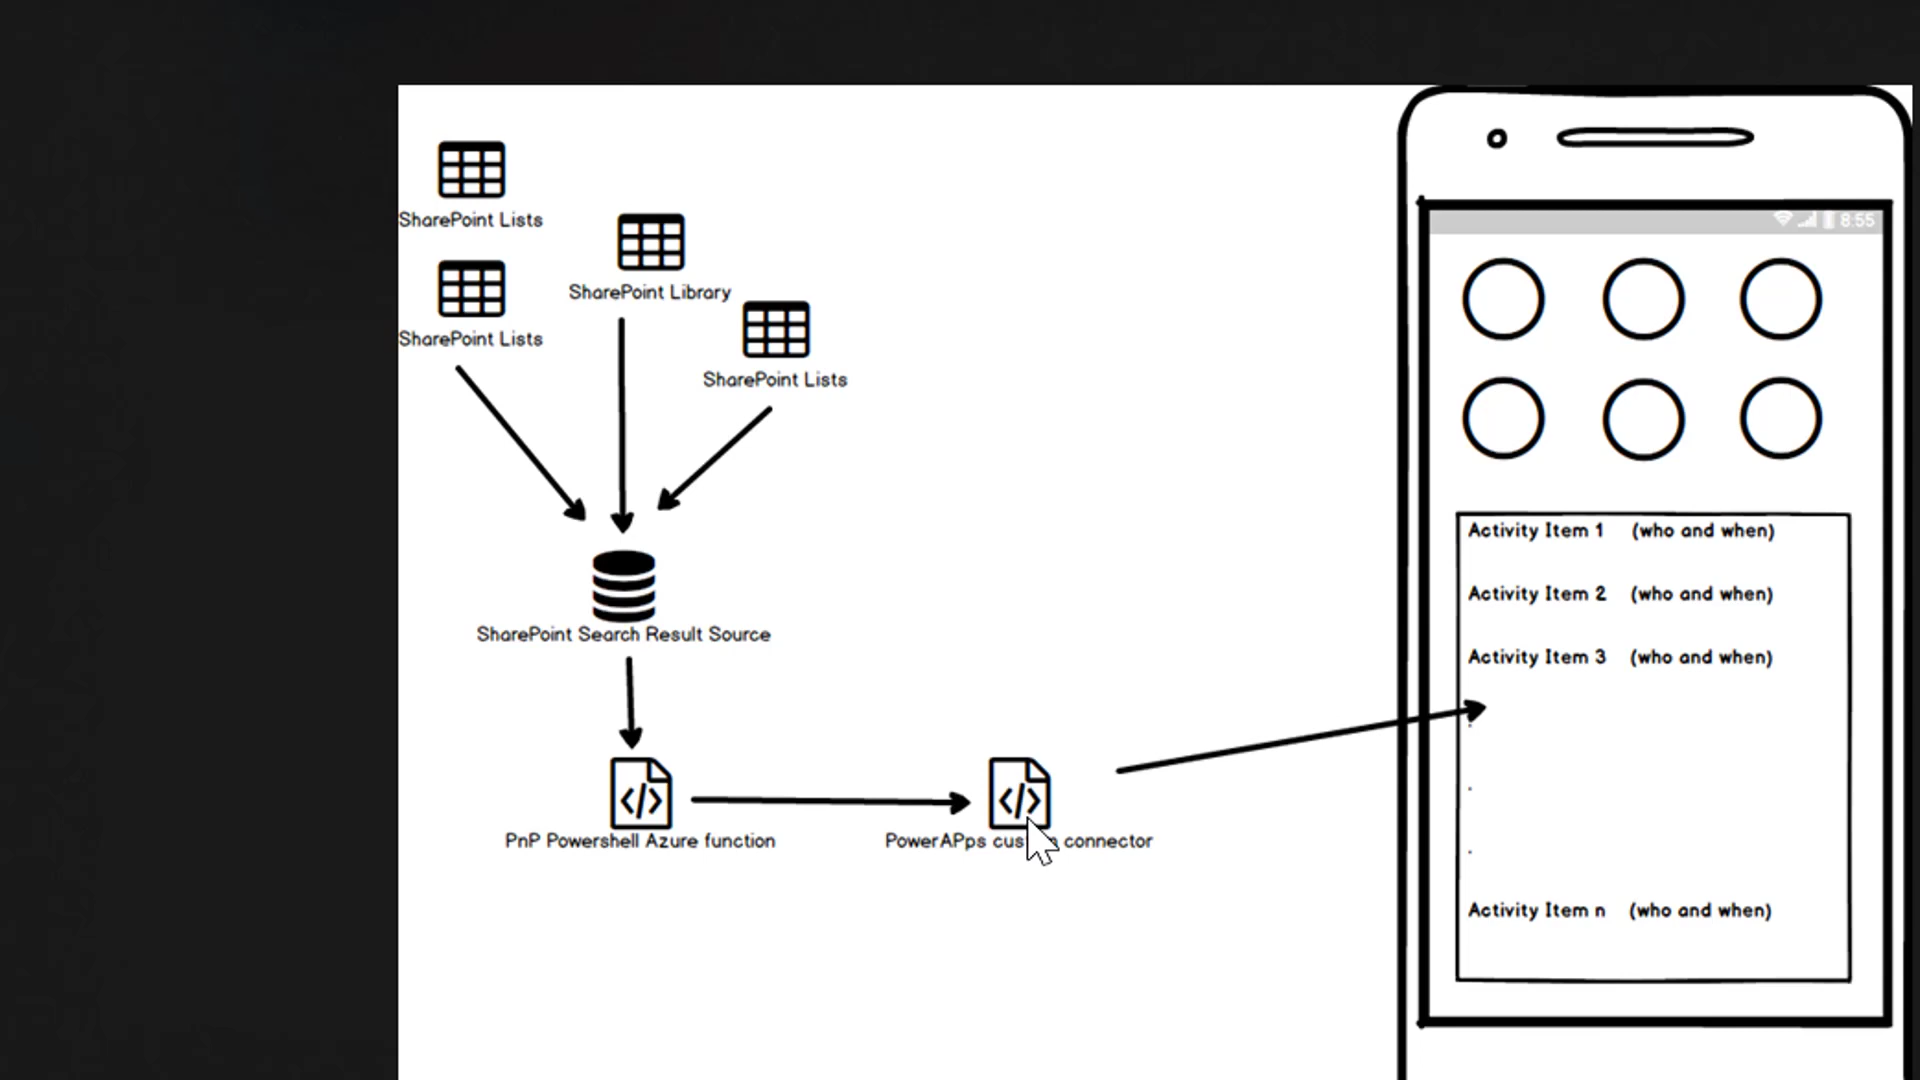 SharePoint Lists
SharePoint Library
SharePoint Lists
SharePoint Lists
SharePoint Search Result Source
PnP Powershell Azure function
PowerAPps connector
8:55
Activity Item 1 (who and when)
Activity Item 2 (who and when)
Activity Item 3 (who and when)
.
.
.
Activity Item n (who and when)